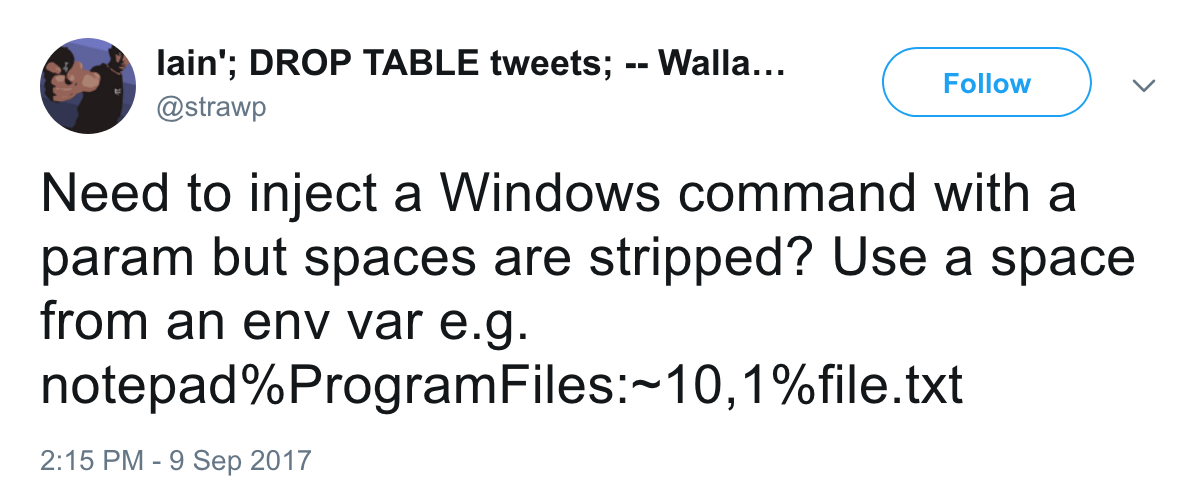 Iain'; DROP TABLE tweets; -- Walla...
@strawp
Follow
Need to inject a Windows command with a
param but spaces are stripped? Use a space
from an env var e.g.
notepad%ProgramFiles:~10,1%file.txt
2:15 PM - 9 Sep 2017